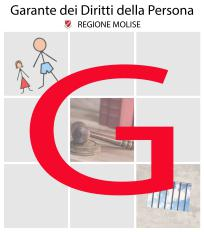 Garante dei Diritti della Persona
REGIONE MOLISE
G